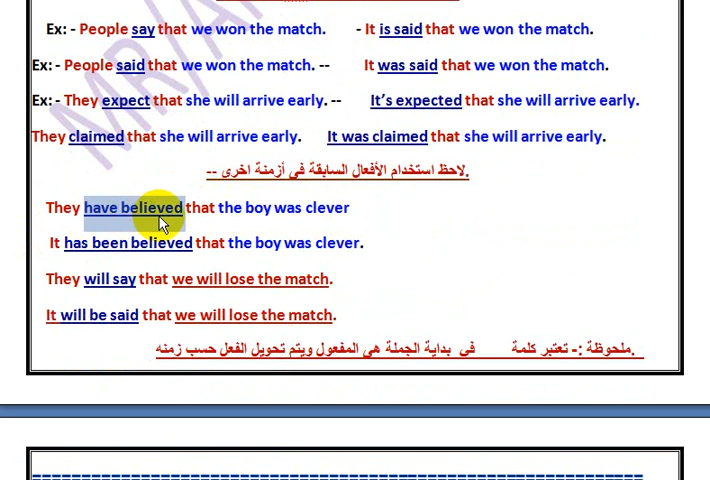 Ex: - People say that we won the match. - It is said that we won the match.
Ex: - People said that we won the match. -- It was said that we won the match.
Ex: - They expect that she will arrive early. -- It's expected that she will arrive early.
They claimed that she will arrive early. It was claimed that she will arrive early.
-- لاحظ استخدام الأفعال السابقة فى أزمنة اخرى.
They have believed that the boy was clever
It has been believed that the boy was clever.
They will say that we will lose the match.
It will be said that we will lose the match.
ملحوظة :- تعتبر كلمة فى بداية الجملة هى المفعول ويتم تحويل الفعل حسب زمنه.
MR/A